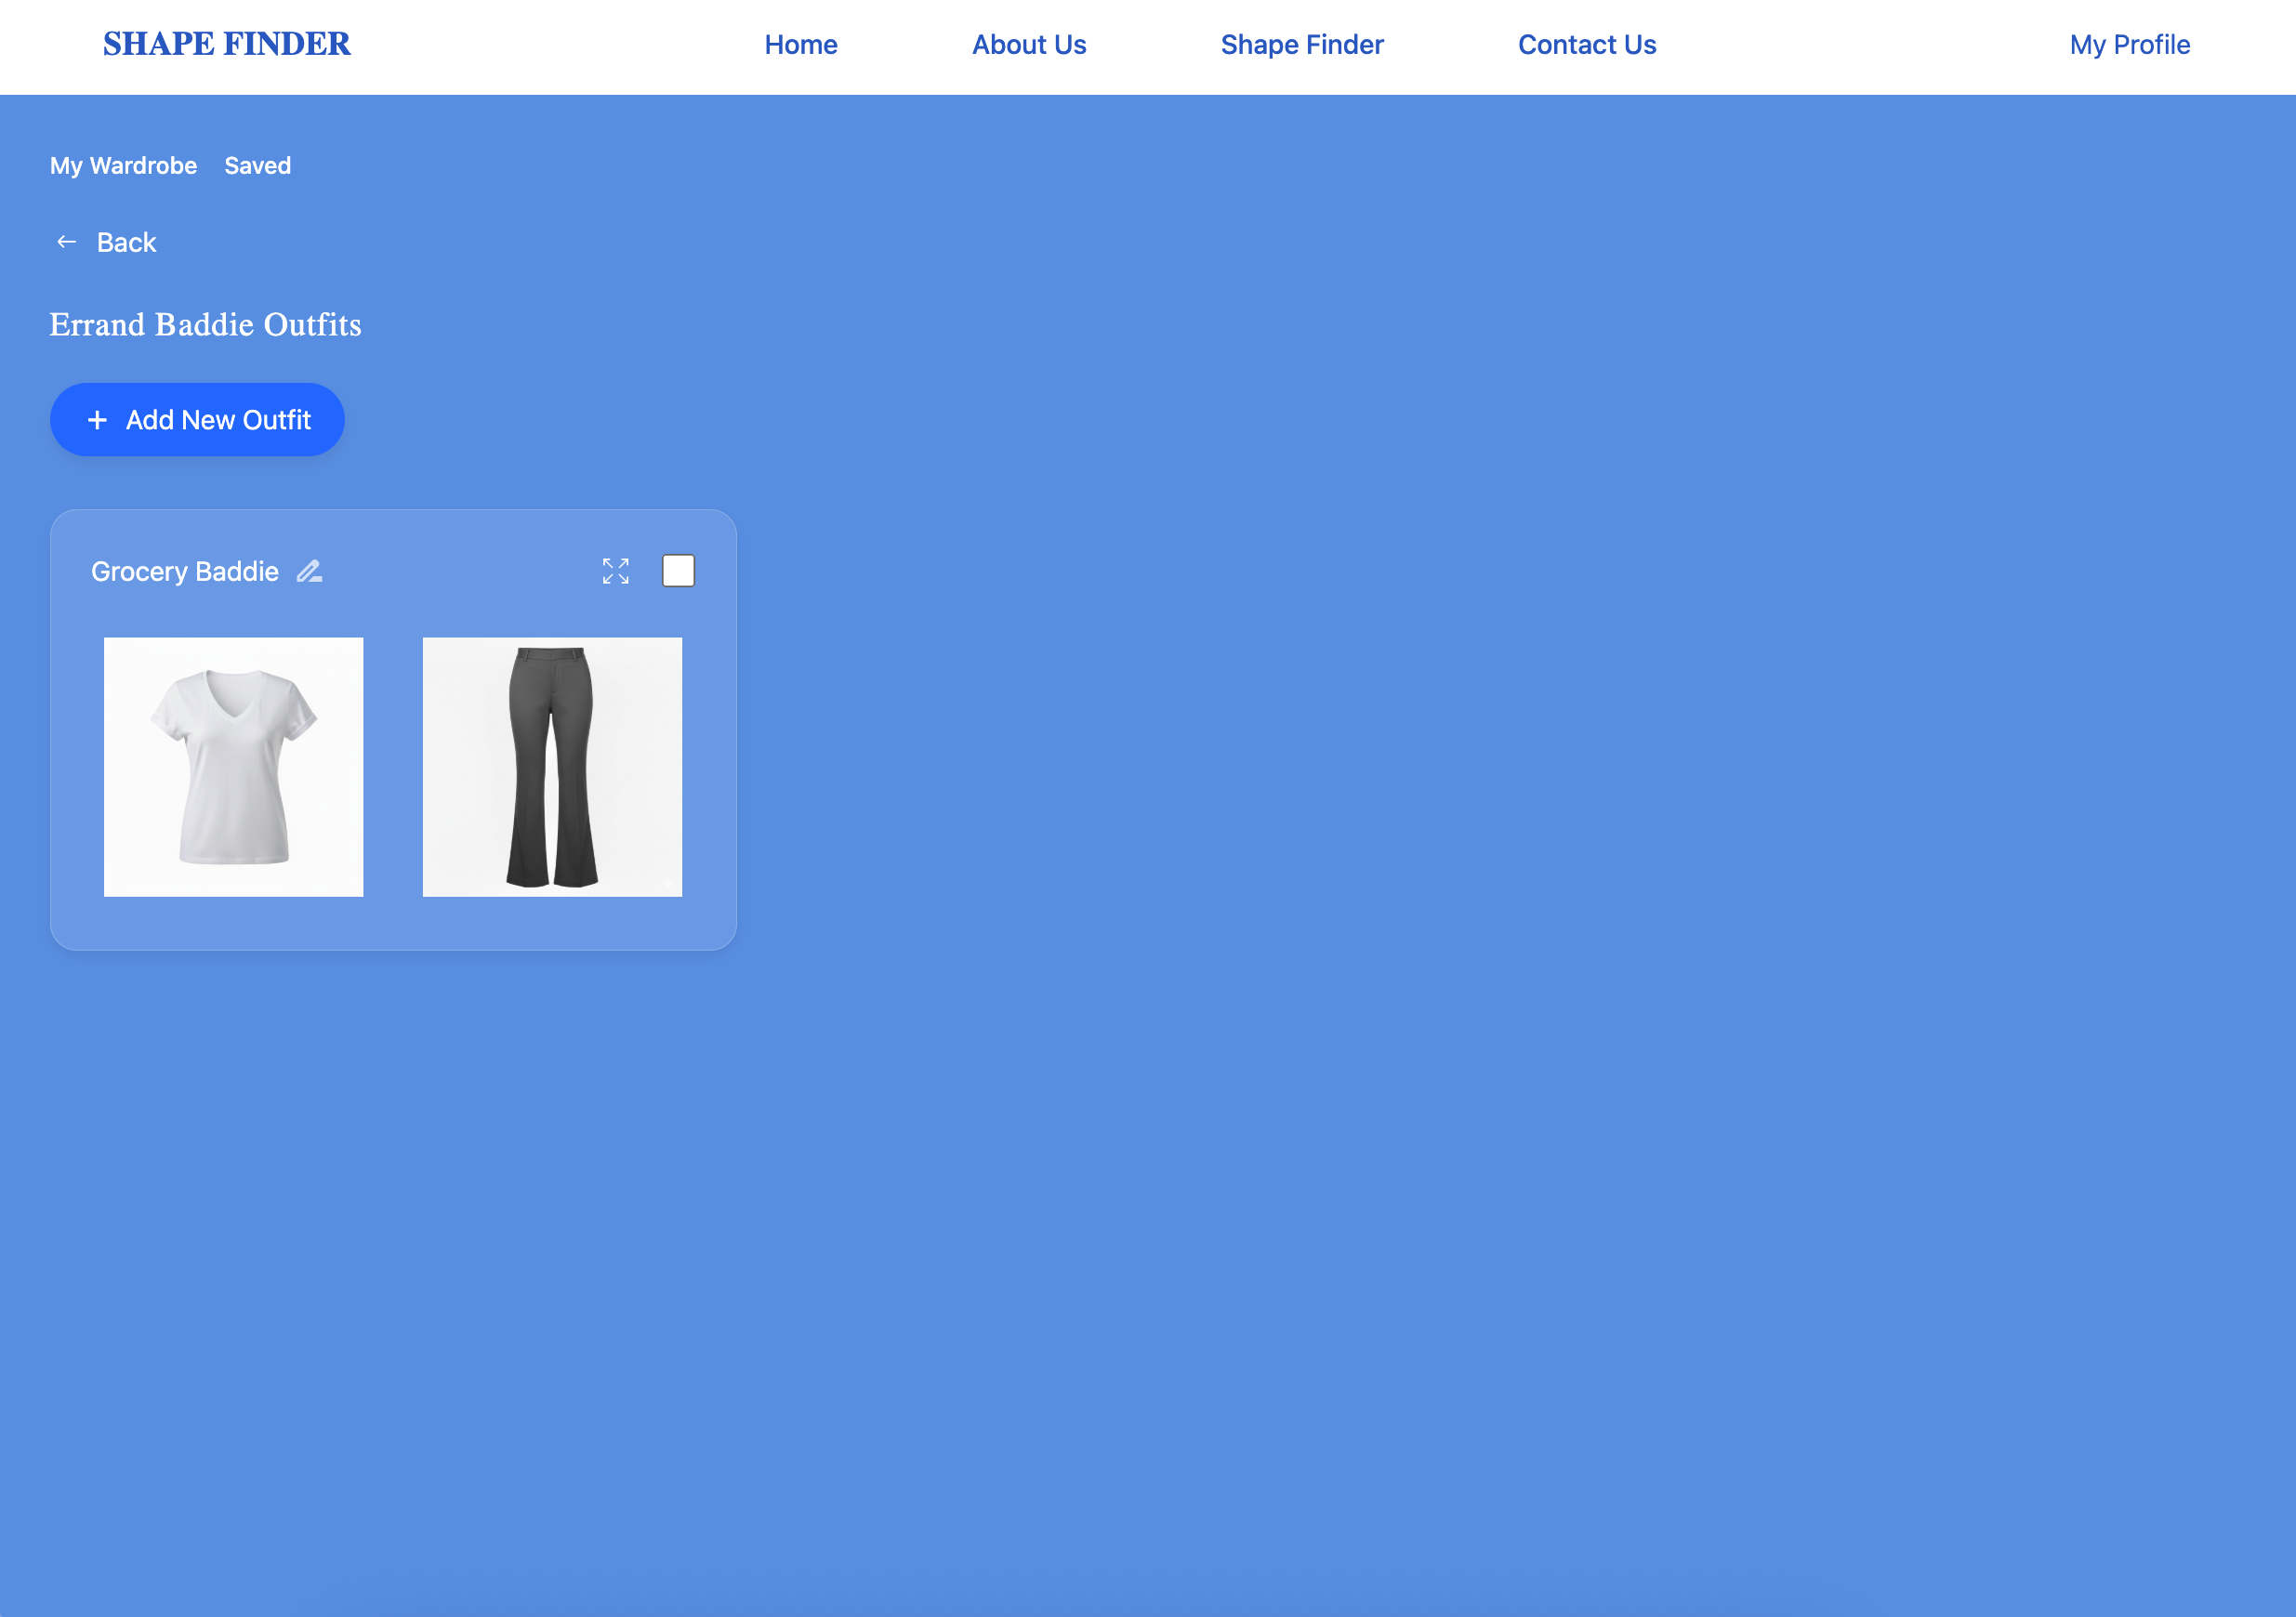 SHAPE FINDER Home About Us Shape Finder Contact Us My Profile
My Wardrobe Saved
Back
Errand Baddie Outfits
+ Add New Outfit
Grocery Baddie